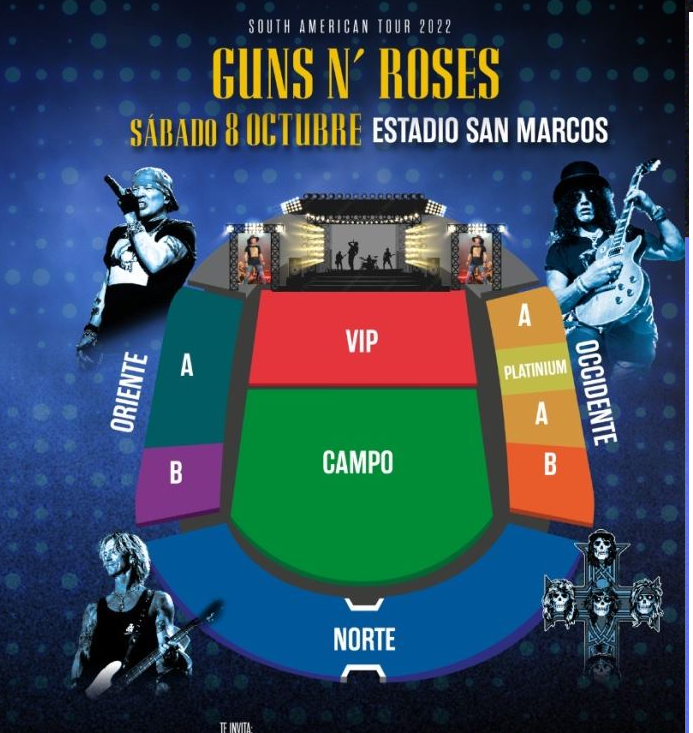 SOUTH AMERICAN TOUR 2022
GUNS N´ ROSES
SÁBADO 8 OCTUBRE ESTADIO SAN MARCOS
VIP
A
A
PLATINIUM
ORIENTE
OCCIDENTE
A
CAMPO
B
B
NORTE
TE INVITA: